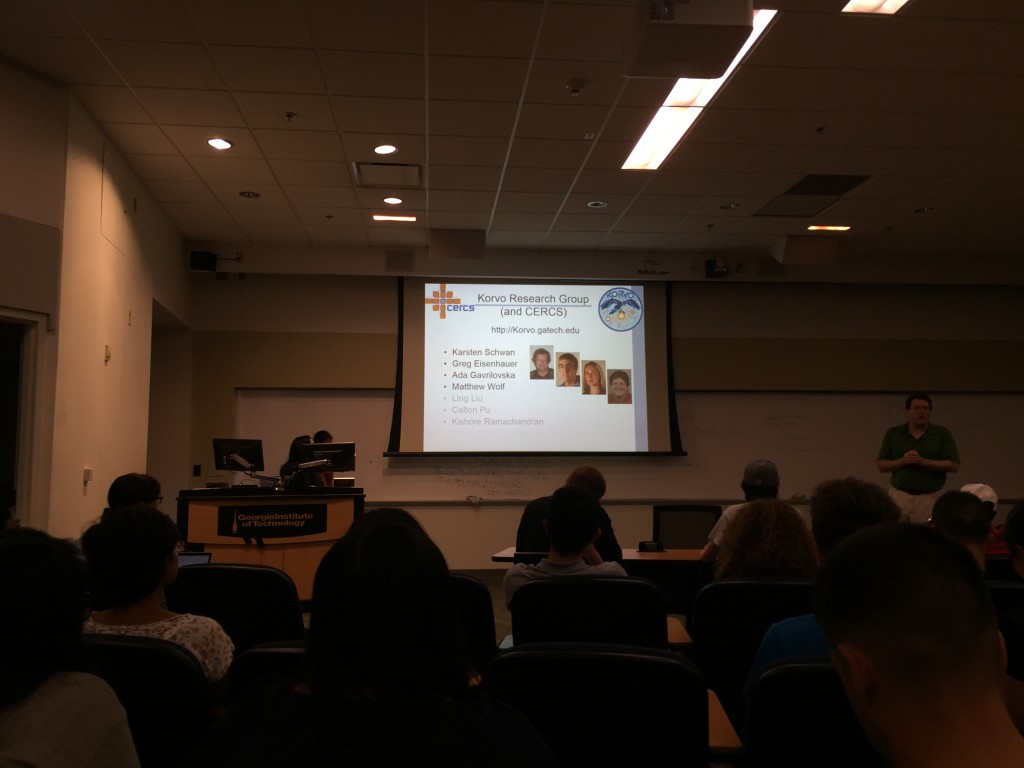 cercs
Korvo Research Group
(and CERCS)
KORVO
http://Korvo.gatech.edu
• Karsten Schwan
• Greg Eisenhauer
• Ada Gavrilovska
• Matthew Wolf
• Ling Liu
• Calton Pu
• Kishore Ramachandran
Georgia Institute
of Technology